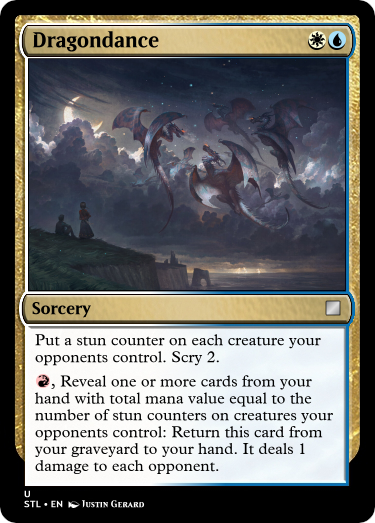 Dragondance
Sorcery
Put a stun counter on each creature your
opponents control. Scry 2.
, Reveal one or more cards from your
hand with total mana value equal to the
number of stun counters on creatures your
opponents control: Return this card from
your graveyard to your hand. It deals 1
damage to each opponent.
U
STL • EN Justin Gerard